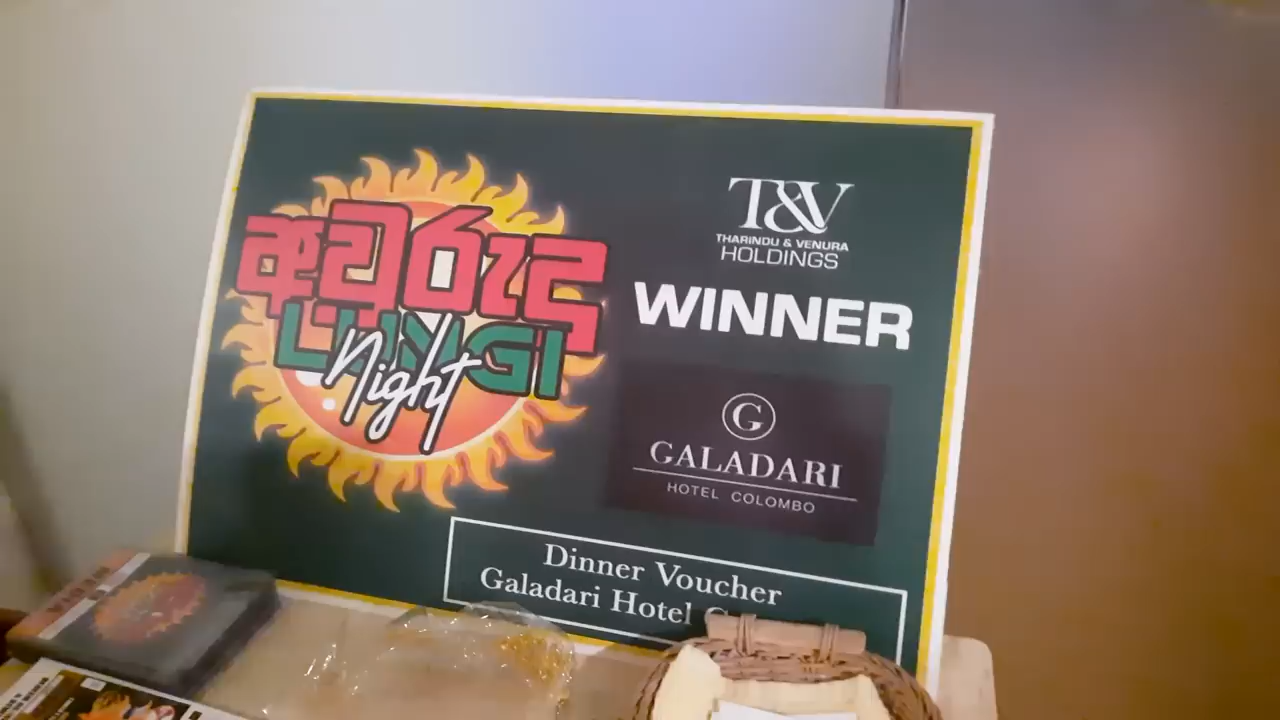 අවුරුදු
LUNGI
Night
T&V
THARINDU & VENURA
HOLDINGS
WINNER
G
GALADARI
HOTEL COLOMBO
Dinner Voucher
Galadari Hotel